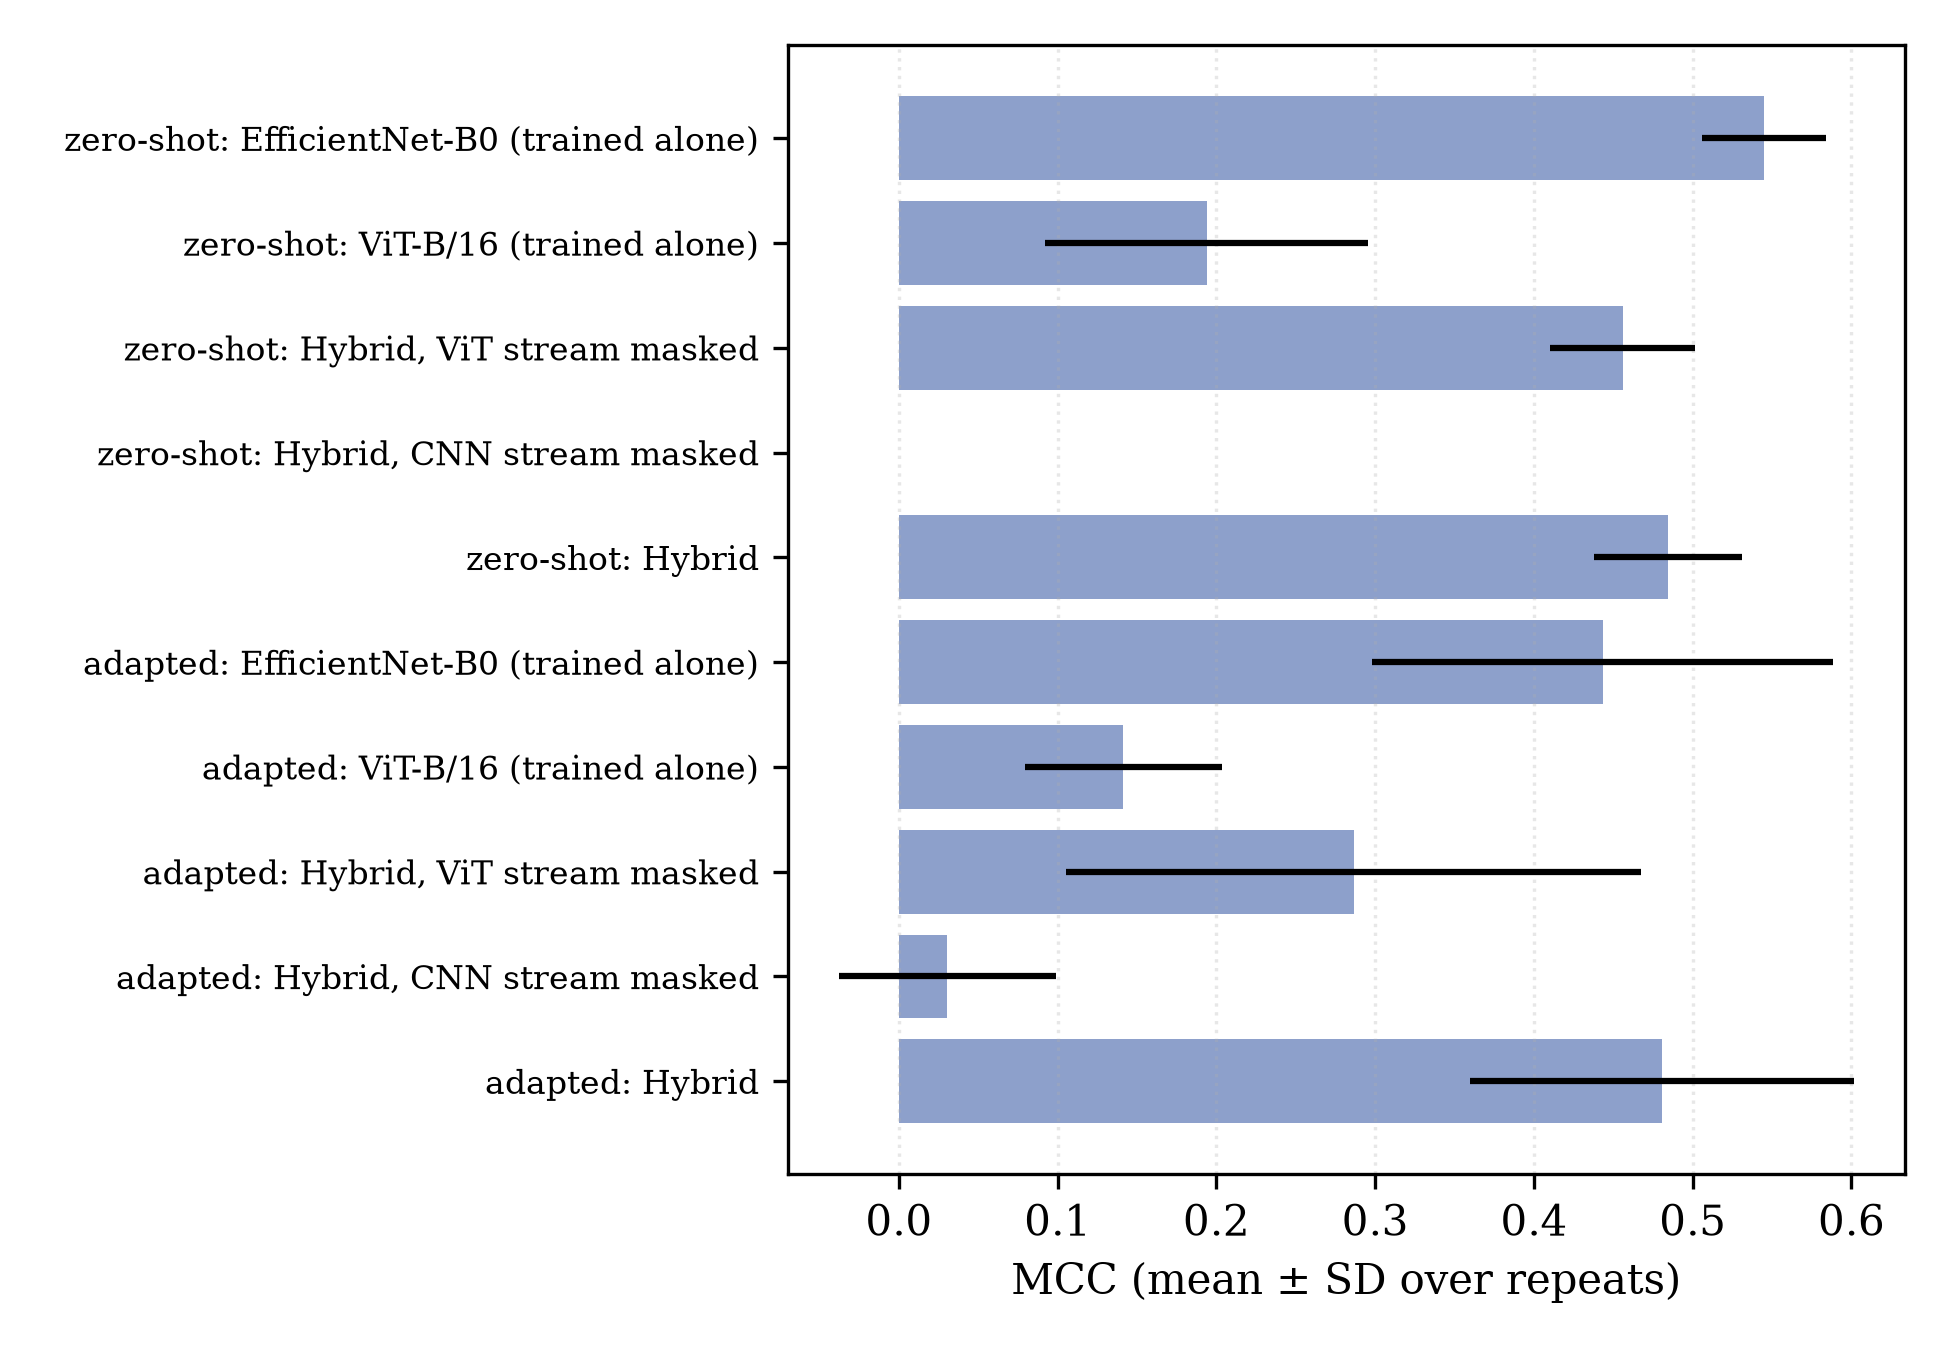 zero-shot: EfficientNet-B0 (trained alone)
zero-shot: ViT-B/16 (trained alone)
zero-shot: Hybrid, ViT stream masked
zero-shot: Hybrid, CNN stream masked
zero-shot: Hybrid
adapted: EfficientNet-B0 (trained alone)
adapted: ViT-B/16 (trained alone)
adapted: Hybrid, ViT stream masked
adapted: Hybrid, CNN stream masked
adapted: Hybrid
0.0 0.1 0.2 0.3 0.4 0.5 0.6
MCC (mean ± SD over repeats)